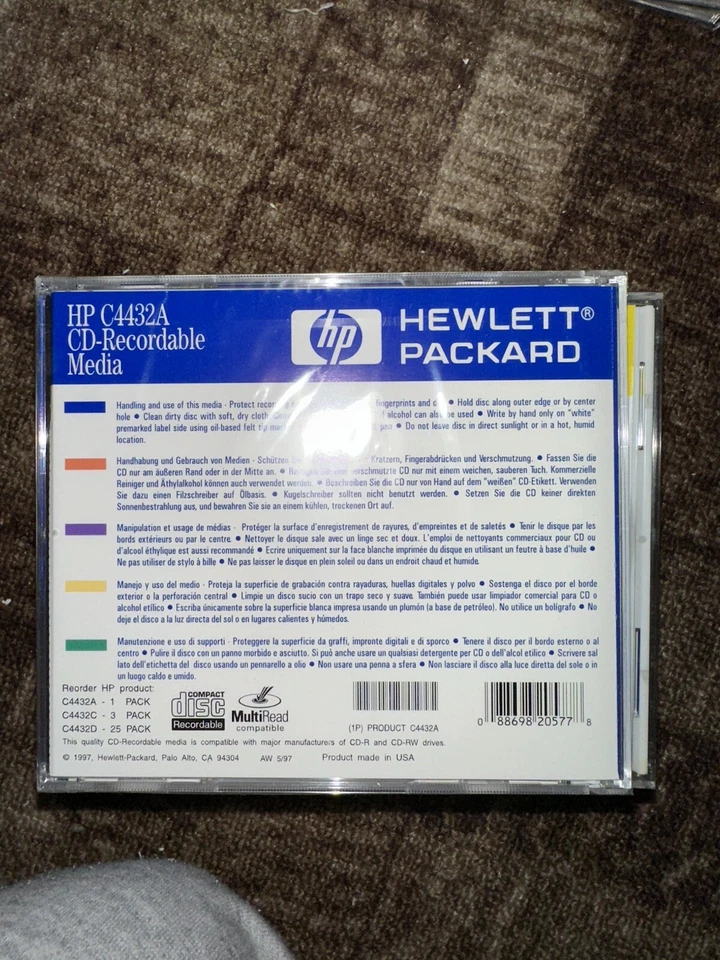 HP C4432A
CD-Recordable
Media
hp
HEWLETT®
PACKARD
Handling and use of this media · Protect ingerprints and d ● Hold disc along outer edge or by center
hole ● Clean dirty disc with soft, dry alcohol can also be used ● Write by hand only on "white"
premarked label side using oil-based felt tip ● Do not leave disc in direct sunlight or in a hot, humid
location.
Handhabung und Gebrauch von Medien · Kratzern, Fingerabdrücken und Verschmutzung. ● Fassen Sie die
CD nur am äußeren Rand oder in der Mitte an. ● verschmutzte CD nur mit einem weichen, sauberen Tuch. Kommerzielle
Reiniger und Äthylalkohol können auch verwendet werden. ● Beschreiben Sie die CD nur von Hand auf dem "weißen" CD-Etikett. Verwenden
Sie dazu einen Filzschreiber auf Ölbasis. ● Kugelschreiber sollten nicht benutzt werden. ● Setzen Sie die CD keiner direkten
Sonnenbestrahlung aus, und bewahren Sie sie an einem kühlen, trockenen Ort auf.
Manipulation et usage de médias · Protéger la surface d'enregistrement de rayures, d'empreintes et de saletés ● Tenir le disque par les
bords extérieurs ou par le centre. ● Nettoyer le disque sale avec un linge sec et doux. L'emploi de nettoyants commerciaux pour CD ou
d'alcool éthylique est aussi recommandé ● Ecrire uniquement sur la face blanche imprimée du disque en utilisant un feutre à base d'huile ●
Ne pas utiliser de stylo à bille ● Ne pas laisser le disque en plein soleil ou dans un endroit chaud et humide.
Manejo y uso del medio · Proteja la superficie de grabación contra rayaduras, huellas digitales y polvo ● Sostenga el disco por el borde
exterior o la perforación central ● Limpie un disco sucio con un trapo seco y suave. También puede usar limpiador comercial para CD o
alcohol etílico ● Escriba únicamente sobre la superficie blanca impresa usando un plumón (a base de petróleo). No utilice un bolígrafo ● No
deje el disco a la luz directa del sol o en lugares calientes y húmedos.
Manutenzione e uso di supporti · Proteggere la superficie da graffi, impronte digitali e di sporco ● Tenere il disco per il bordo esterno o al
centro ● Pulire il disco con un panno morbido e asciutto. Si può anche usare un qualsiasi detergente per CD o dell'alcol etilico ● Scrivere sul
lato dell'etichetta del disco usando un pennarello a olio ● Non usare una penna a sfera ● Non lasciare il disco alla luce diretta del sole o in
un luogo caldo e umido.
Reorder HP product:
C4432A - 1 PACK
C4432C - 3 PACK
C4432D - 25 PACK
COMPACT
disc
Recordable
MultiRead
compatible
(1P) PRODUCT C4432A
0 88698 20577 8
This quality CD-Recordable media is compatible with major manufacturers of CD-R and CD-RW drives.
© 1997, Hewlett-Packard, Palo Alto, CA 94304 AW 5/97 Product made in USA